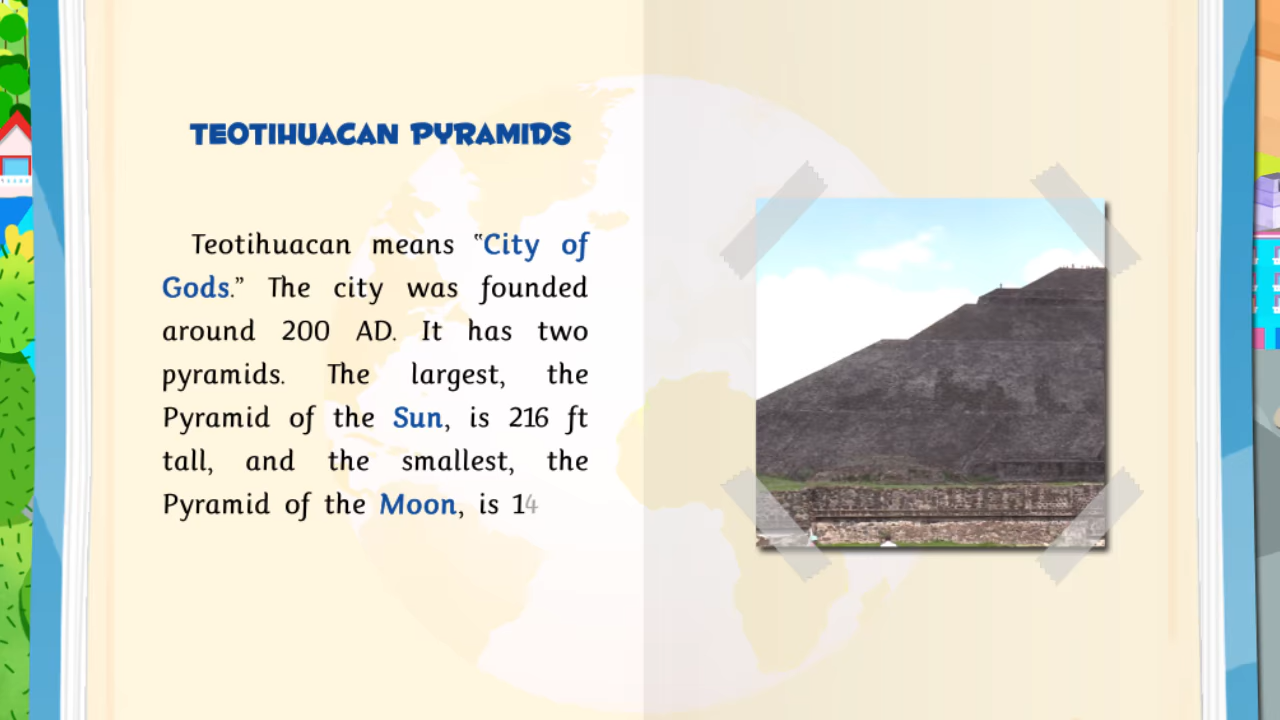 TEOTIHUACAN PYRAMIDS
Teotihuacan means “City of
Gods.” The city was founded
around 200 AD. It has two
pyramids. The largest, the
Pyramid of the Sun, is 216 ft
tall, and the smallest, the
Pyramid of the Moon, is 14